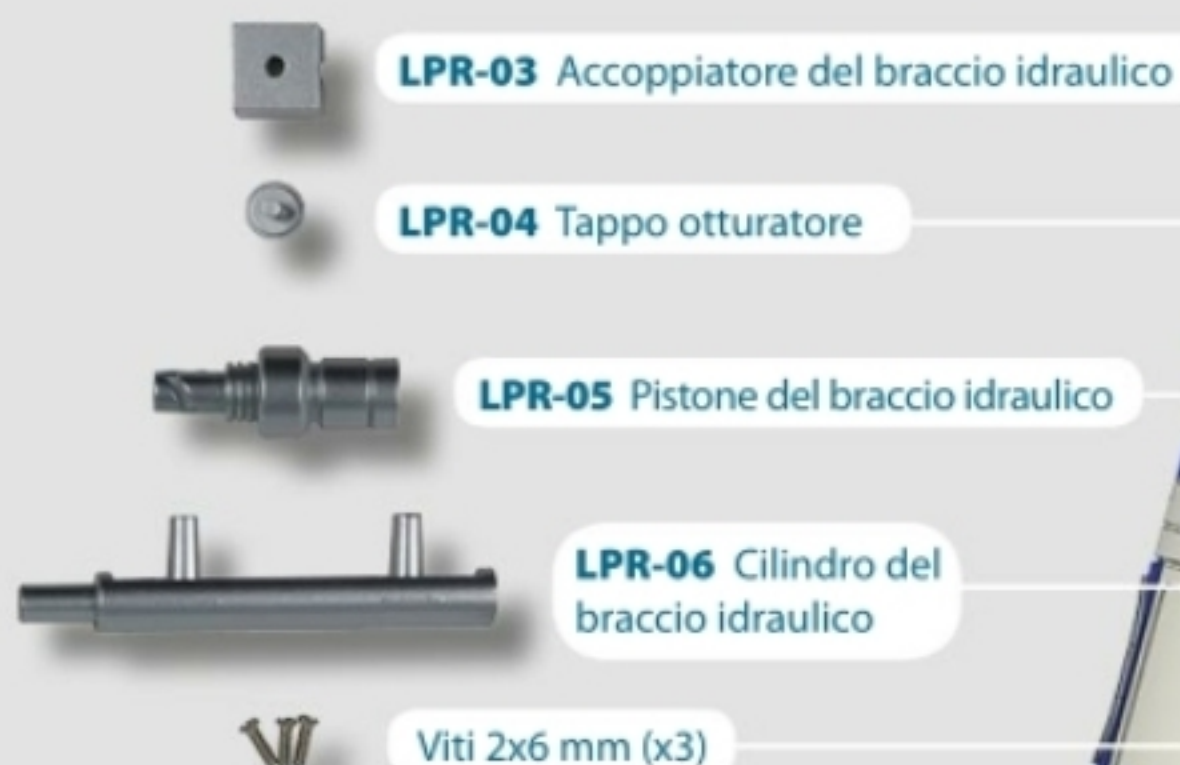 LPR-03 Accoppiatore del braccio idraulico
LPR-04 Tappo otturatore
LPR-05 Pistone del braccio idraulico
LPR-06 Cilindro del
braccio idraulico
Viti 2x6 mm (x3)